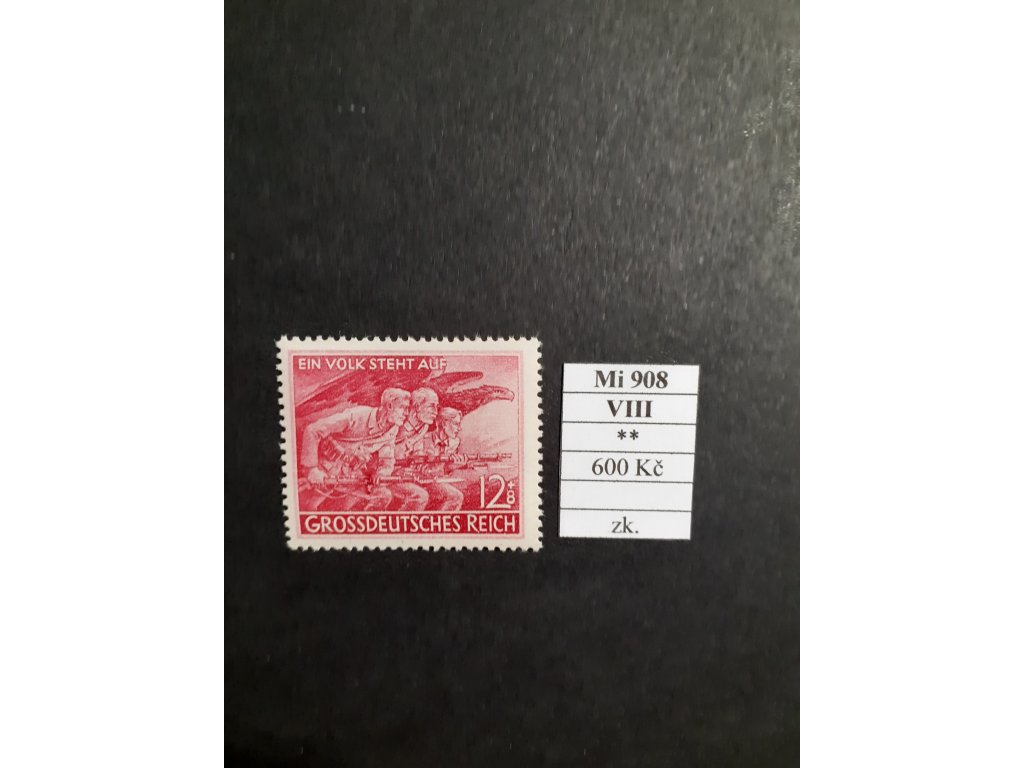 EIN VOLK STEHT AUF
12+8
GROSSDEUTSCHES REICH
Mi 908
VIII
**
600 Kč
zk.